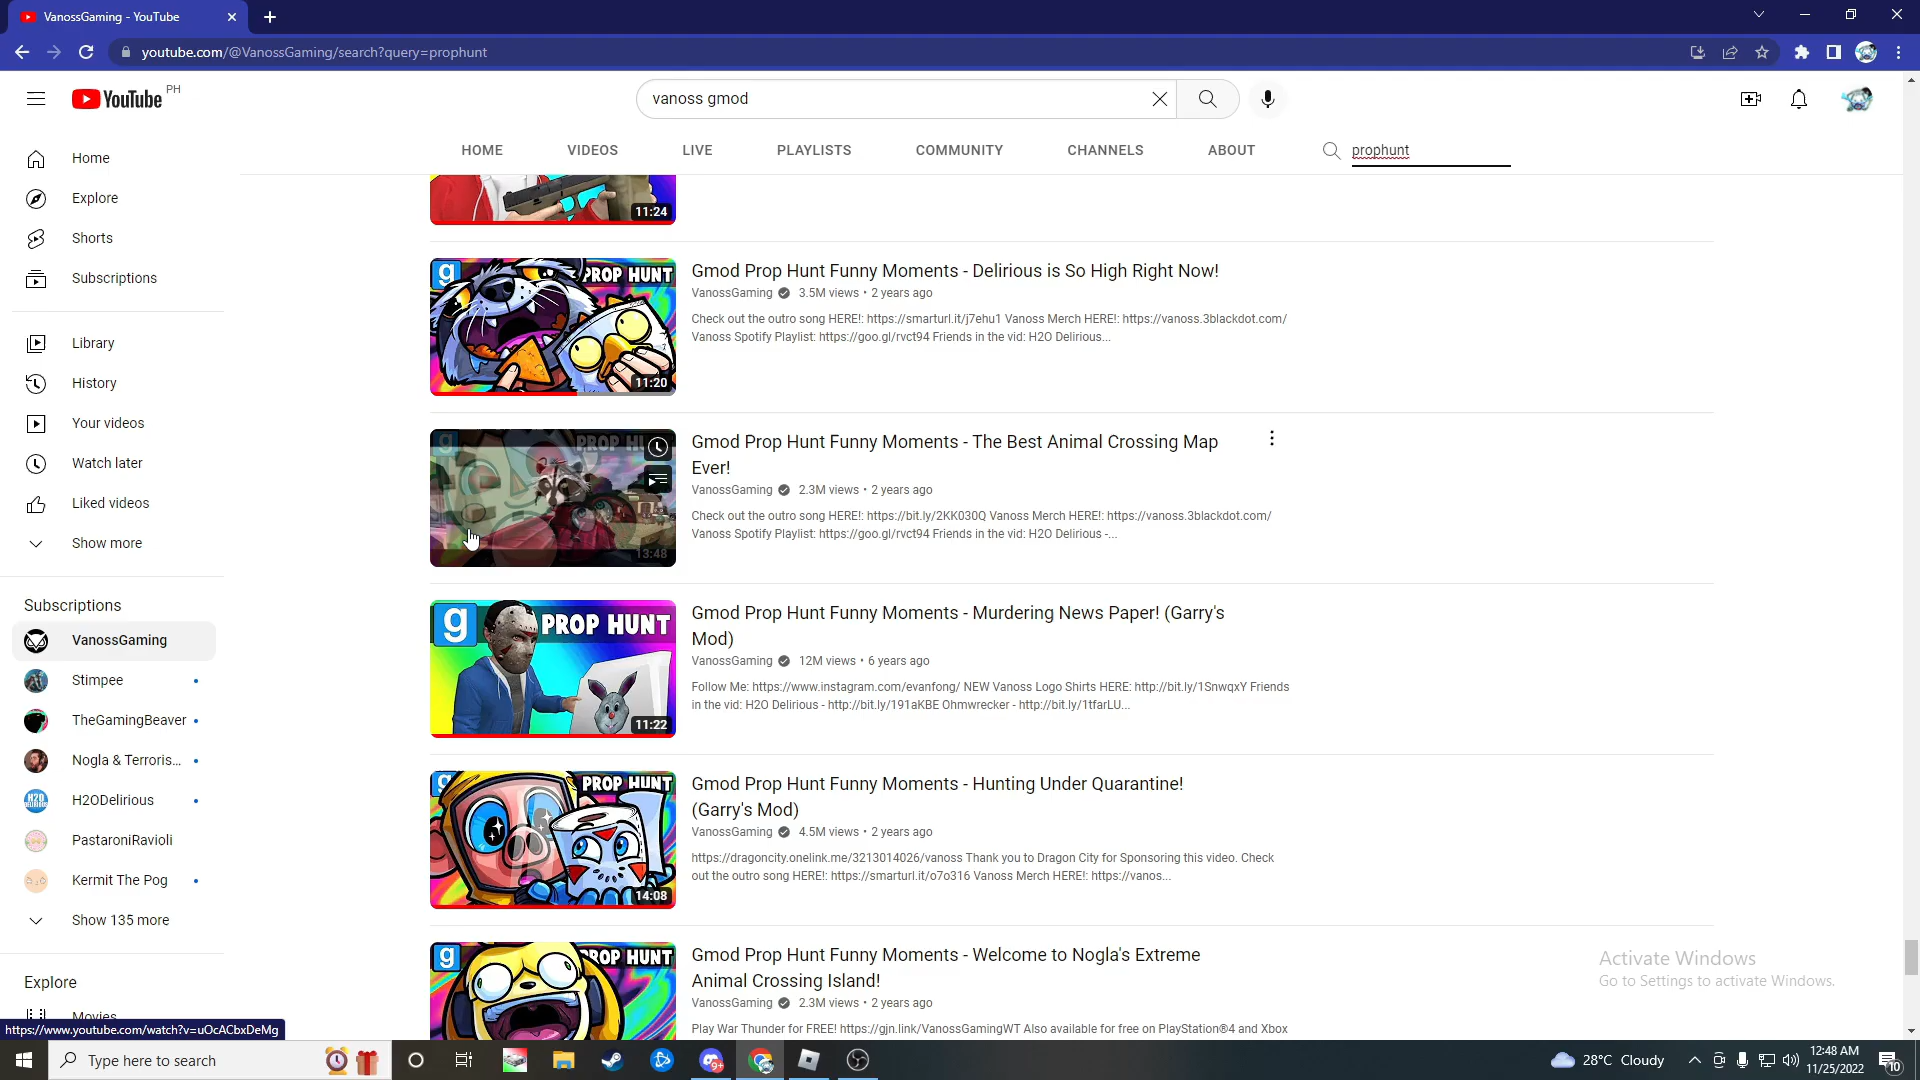 VanossGaming - YouTube
youtube.com/@VanossGaming/search?query=prophunt
YouTube PH
vanoss gmod
HOME VIDEOS LIVE PLAYLISTS COMMUNITY CHANNELS ABOUT prophunt
Home
Explore
Shorts
Subscriptions
Library
History
Your videos
Watch later
Liked videos
Show more
Subscriptions
VanossGaming
Stimpee
TheGamingBeaver
Nogla & Terroris...
H2ODelirious
PastaroniRavioli
Kermit The Pog
Show 135 more
Explore
Movies
https://www.youtube.com/watch?v=uOcACbxDeMg
11:24
g PROP HUNT
11:20
Gmod Prop Hunt Funny Moments - Delirious is So High Right Now!
VanossGaming 3.5M views • 2 years ago
Check out the outro song HERE!: https://smarturl.it/j7ehu1 Vanoss Merch HERE!: https://vanoss.3blackdot.com/
Vanoss Spotify Playlist: https://goo.gl/rvct94 Friends in the vid: H2O Delirious...
g PROP HU
13:48
Gmod Prop Hunt Funny Moments - The Best Animal Crossing Map
Ever!
VanossGaming 2.3M views • 2 years ago
Check out the outro song HERE!: https://bit.ly/2KK030Q Vanoss Merch HERE!: https://vanoss.3blackdot.com/
Vanoss Spotify Playlist: https://goo.gl/rvct94 Friends in the vid: H2O Delirious -...
g PROP HUNT
11:22
Gmod Prop Hunt Funny Moments - Murdering News Paper! (Garry's
Mod)
VanossGaming 12M views • 6 years ago
Follow Me: https://www.instagram.com/evanfong/ NEW Vanoss Logo Shirts HERE: http://bit.ly/1SnwqxY Friends
in the vid: H2O Delirious - http://bit.ly/191aKBE Ohmwrecker - http://bit.ly/1tfarLU...
g PROP HUNT
14:08
Gmod Prop Hunt Funny Moments - Hunting Under Quarantine!
(Garry's Mod)
VanossGaming 4.5M views • 2 years ago
https://dragoncity.onelink.me/3213014026/vanoss Thank you to Dragon City for Sponsoring this video. Check
out the outro song HERE!: https://smarturl.it/o7o316 Vanoss Merch HERE!: https://vanos...
g PROP HUNT
Gmod Prop Hunt Funny Moments - Welcome to Nogla's Extreme
Animal Crossing Island!
VanossGaming 2.3M views • 2 years ago
Play War Thunder for FREE! https://gjn.link/VanossGamingWT Also available for free on PlayStation®4 and Xbox
Activate Windows
Go to Settings to activate Windows.
Type here to search
9+
28°C Cloudy
12:48 AM
11/25/2022
10